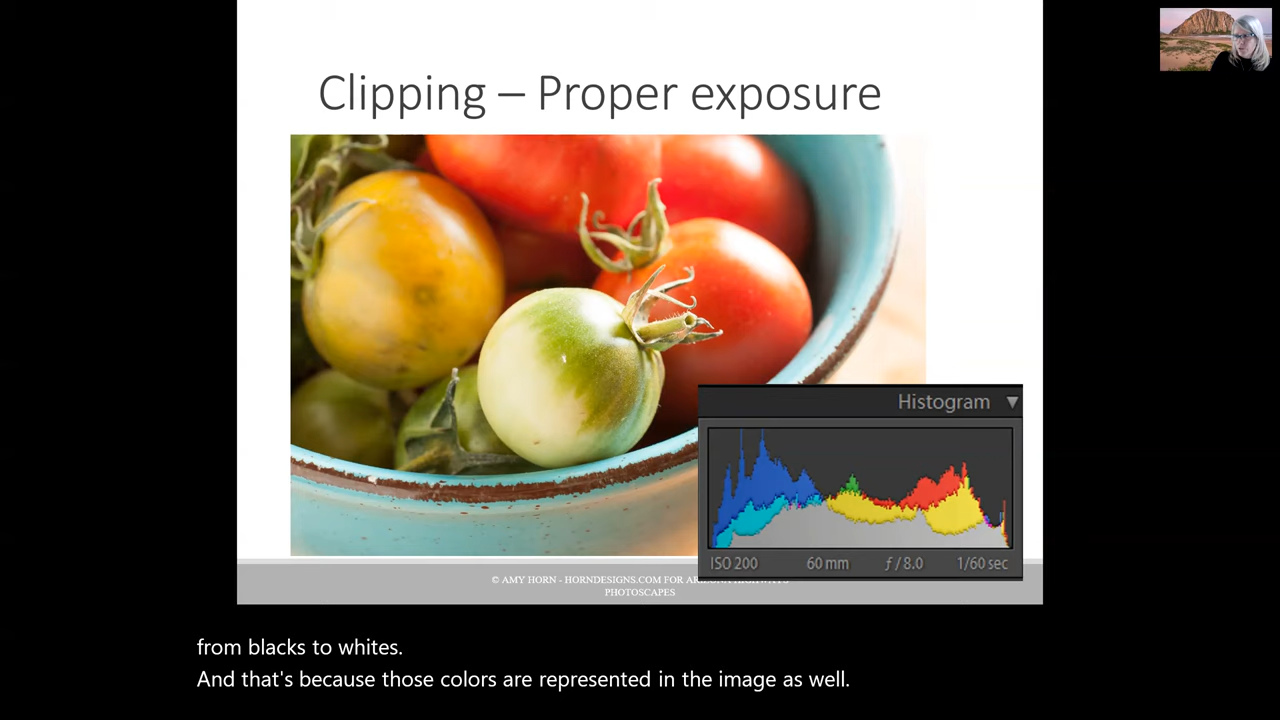 Clipping – Proper exposure
Histogram
ISO 200 60 mm ƒ/8.0 1/60 sec
© AMY HORN - HORNDESIGNS.COM FOR ARIZONA HIGHWAYS
PHOTOSCAPES
from blacks to whites.
And that's because those colors are represented in the image as well.